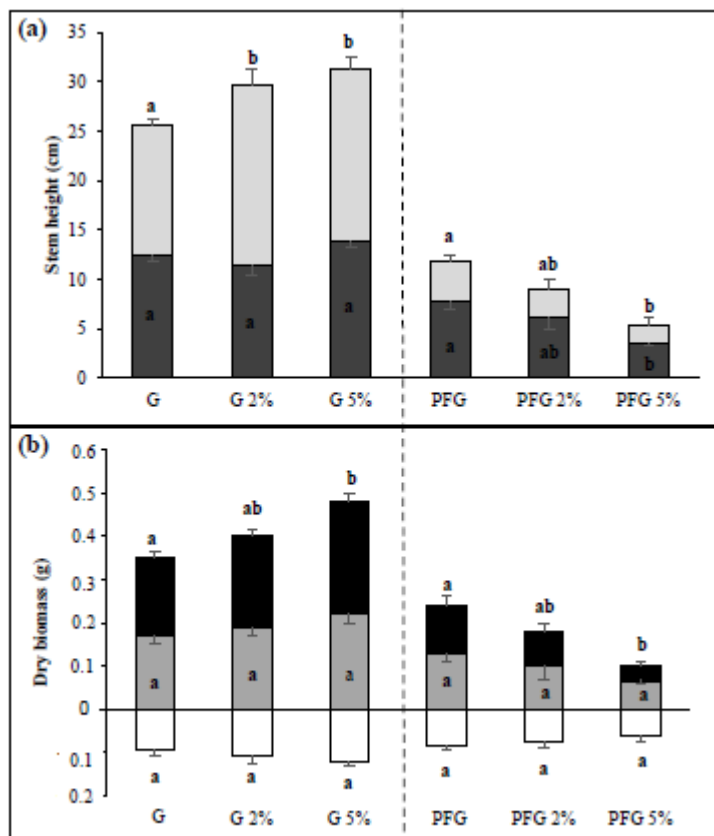 (a)
Stem height (cm)
35
30
25
20
15
10
5
0
a
b
b
a
ab
b
a
a
a
a
ab
b
G
G 2%
G 5%
PFG
PFG 2%
PFG 5%
(b)
Dry biomass (g)
0.6
0.5
0.4
0.3
0.2
0.1
0
0.1
0.2
a
ab
b
a
ab
b
a
a
a
a
a
a
a
a
a
a
a
a
G
G 2%
G 5%
PFG
PFG 2%
PFG 5%